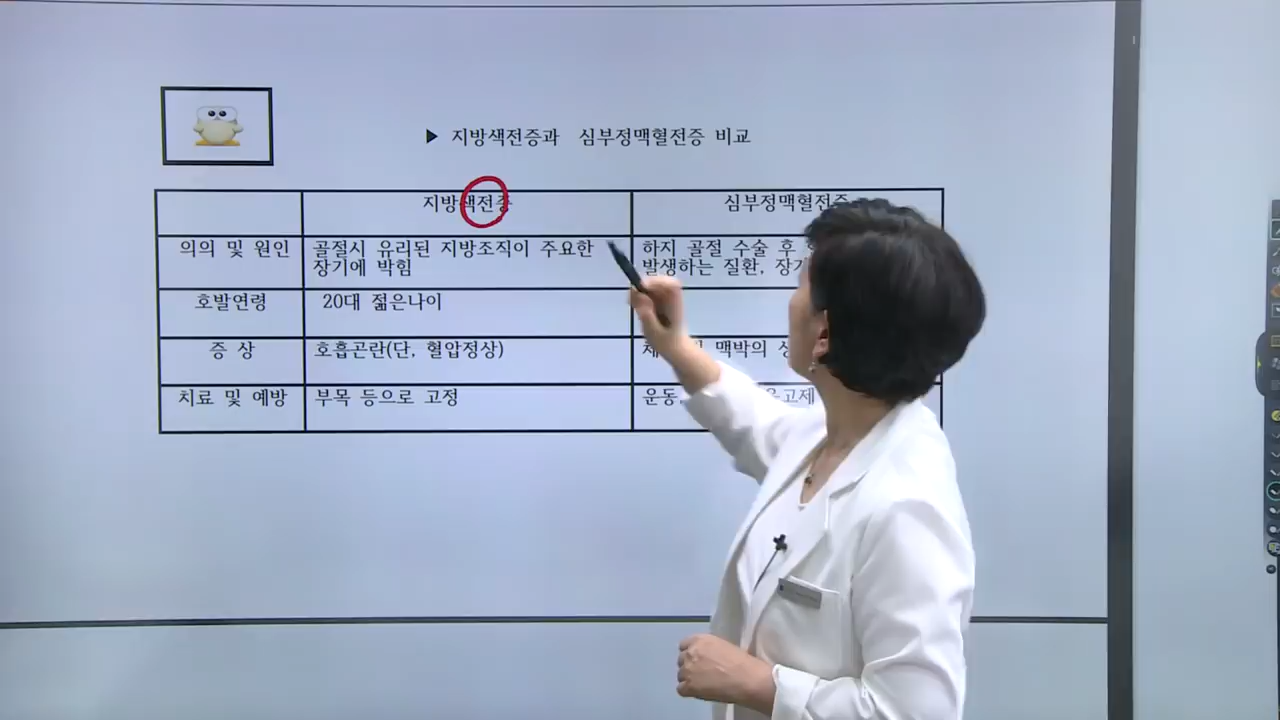 ▶ 지방색전증과 심부정맥혈전증 비교
지방색전증
심부정맥혈전증
의의 및 원인
골절시 유리된 지방조직이 주요한
장기에 박힘
하지 골절 수술 후
발생하는 질환,
호발연령
20대 젊은나이
증 상
호흡곤란(단, 혈압정상)
맥박의
치료 및 예방
부목 등으로 고정
운동,